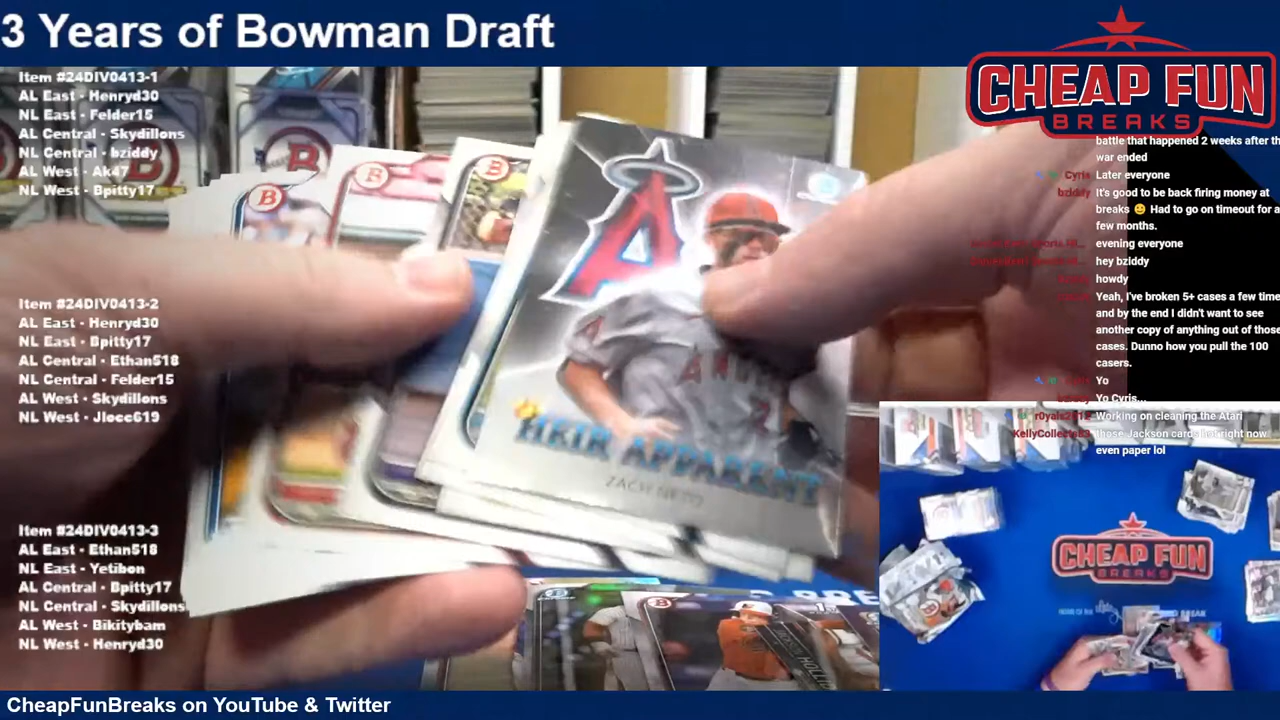 3 Years of Bowman Draft
CHEAP FUN
BREAKS
Item #24DIV0413-1
AL East - Henryd30
NL East - Felder15
AL Central - Skydillons
NL Central - bziddy
AL West - Ak47
NL West - Bpitty17
Item #24DIV0413-2
AL East - Henryd30
NL East - Bpitty17
AL Central - Ethan518
NL Central - Felder15
AL West - Skydillons
NL West - Jlocc619
Item #24DIV0413-3
AL East - Ethan518
NL East - Yetibon
AL Central - Bpitty17
NL Central - Skydillons
AL West - Bikitybam
NL West - Henryd30
battle that happened 2 weeks after th
war ended
Cyris Later everyone
bziddy It's good to be back firing money at
breaks 🙂 Had to go on timeout for a
few months.
evening everyone
hey bziddy
howdy
Yeah, I've broken 5+ cases a few time
and by the end I didn't want to see
another copy of anything out of those
cases. Dunno how you pull the 100
casers.
Yo
Yo Cyris...
Working on cleaning the Atari
KellyCollects those Jackson cards right now
even paper lol
A
HEIR APPARENT
ZACH NETO
B
B
B
CHEAP FUN
BREAKS
CheapFunBreaks on YouTube & Twitter